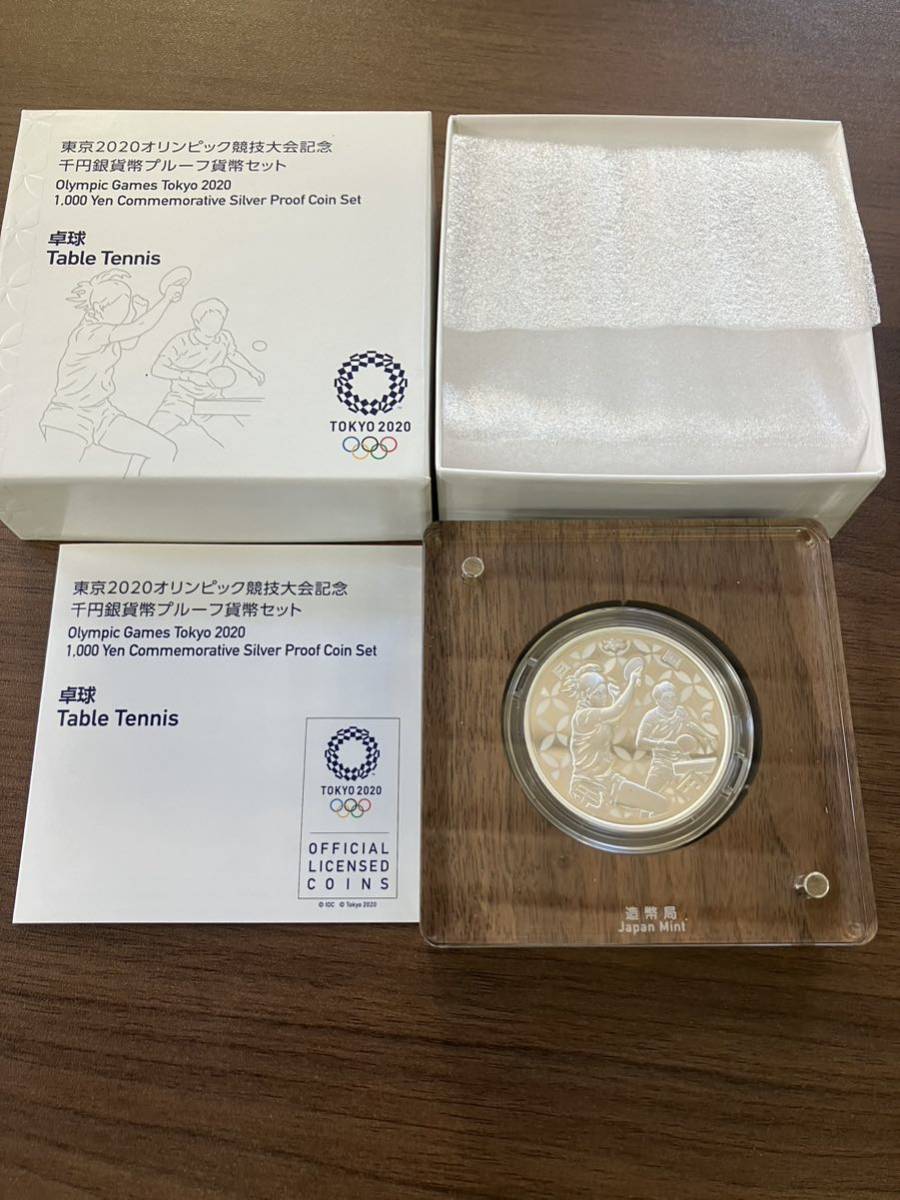 東京2020オリンピック競技大会記念
千円銀貨幣プルーフ貨幣セット
Olympic Games Tokyo 2020
1,000 Yen Commemorative Silver Proof Coin Set
卓球
Table Tennis
TOKYO 2020
東京2020オリンピック競技大会記念
千円銀貨幣プルーフ貨幣セット
Olympic Games Tokyo 2020
1,000 Yen Commemorative Silver Proof Coin Set
卓球
Table Tennis
TOKYO 2020
OFFICIAL
LICENSED
COINS
© IOC © Tokyo 2020
造幣局
Japan Mint